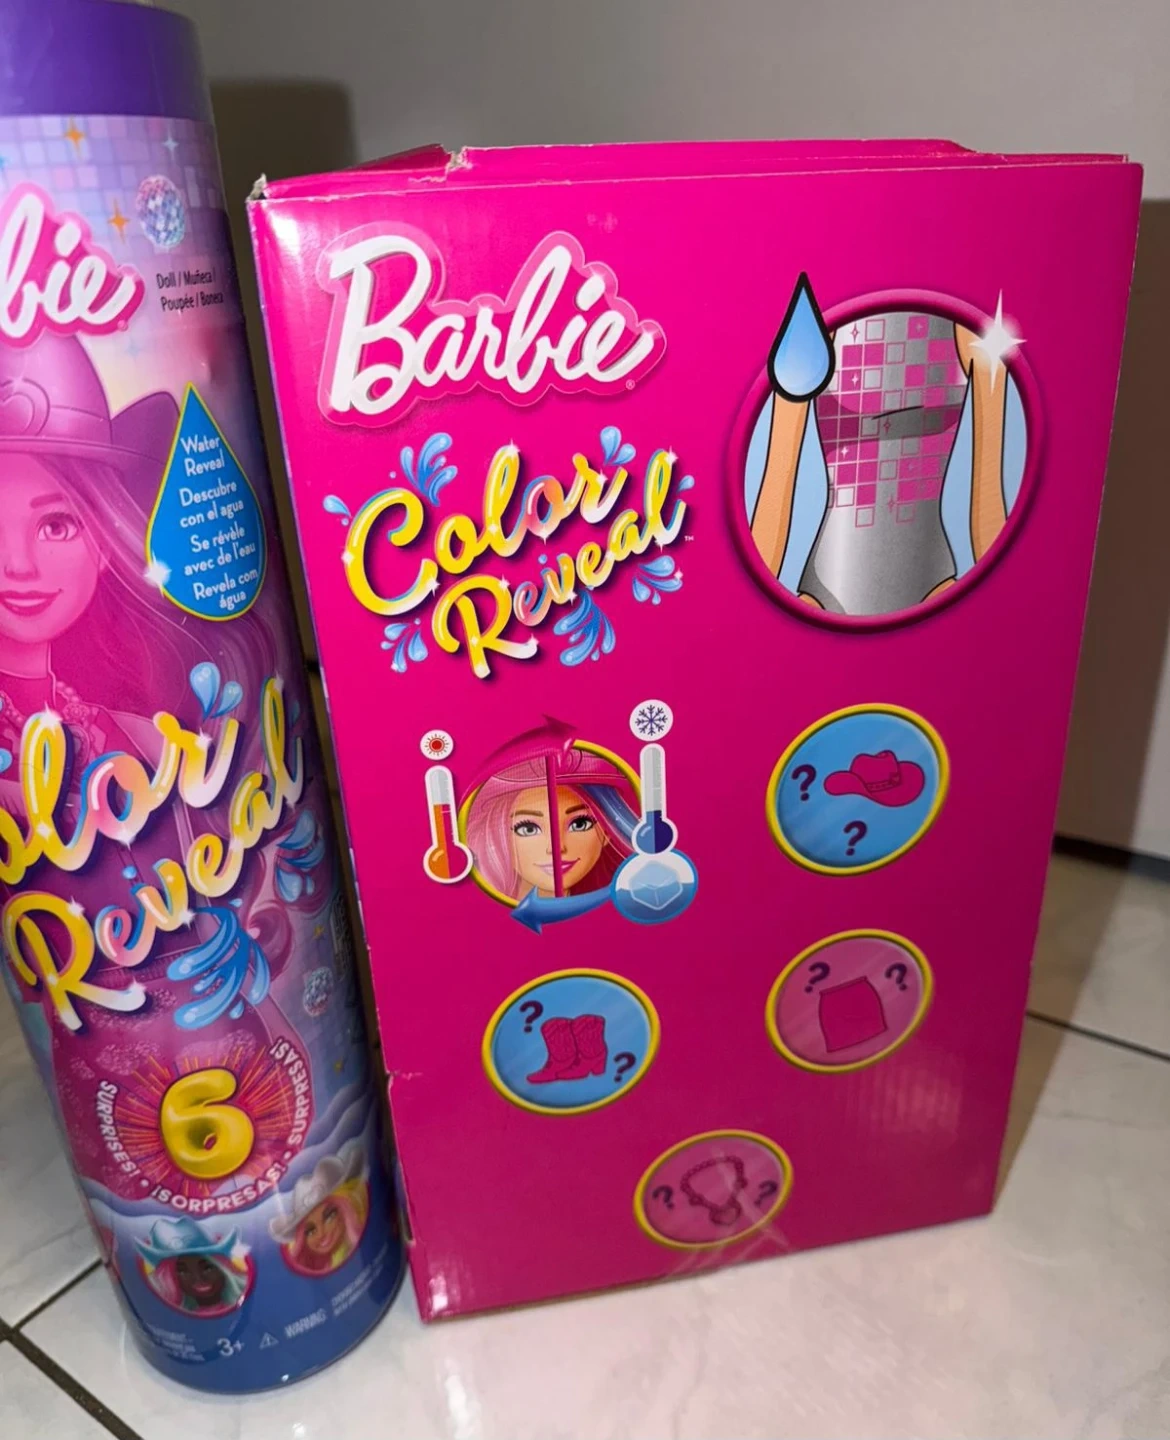 bie
Doll / Muñeca /
Poupée / Boneca
Water
Reveal
Descubre
con el agua
Se révèle
avec de l'eau
Revela com
água
olor
Reveal
6
SURPRISES! • ¡SORPRESAS! • SURPRESAS!
3+
WARNING:
Barbie®
Color
Reveal™
?
?
?
?
?
?
?
?